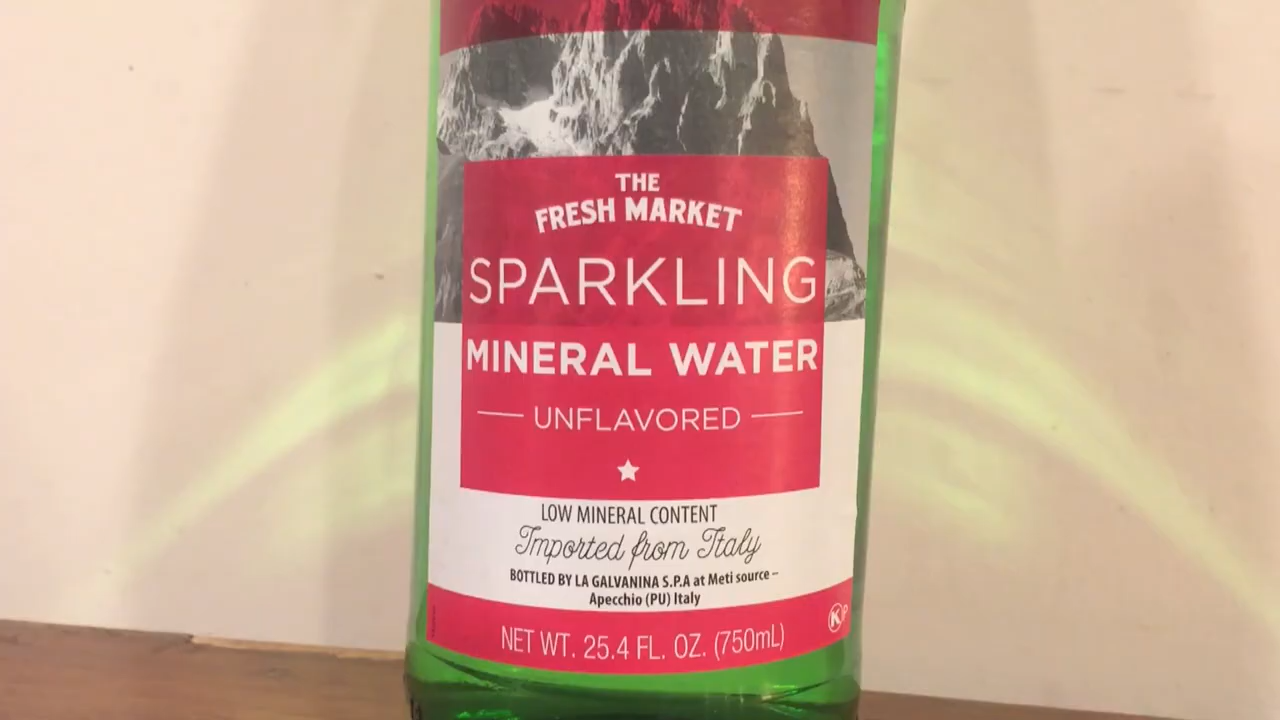 THE
FRESH MARKET
SPARKLING
MINERAL WATER
UNFLAVORED
LOW MINERAL CONTENT
Imported from Italy
BOTTLED BY LA GALVANINA S.P.A at Meti source –
Apecchio (PU) Italy
K P
NET WT. 25.4 FL. OZ. (750mL)